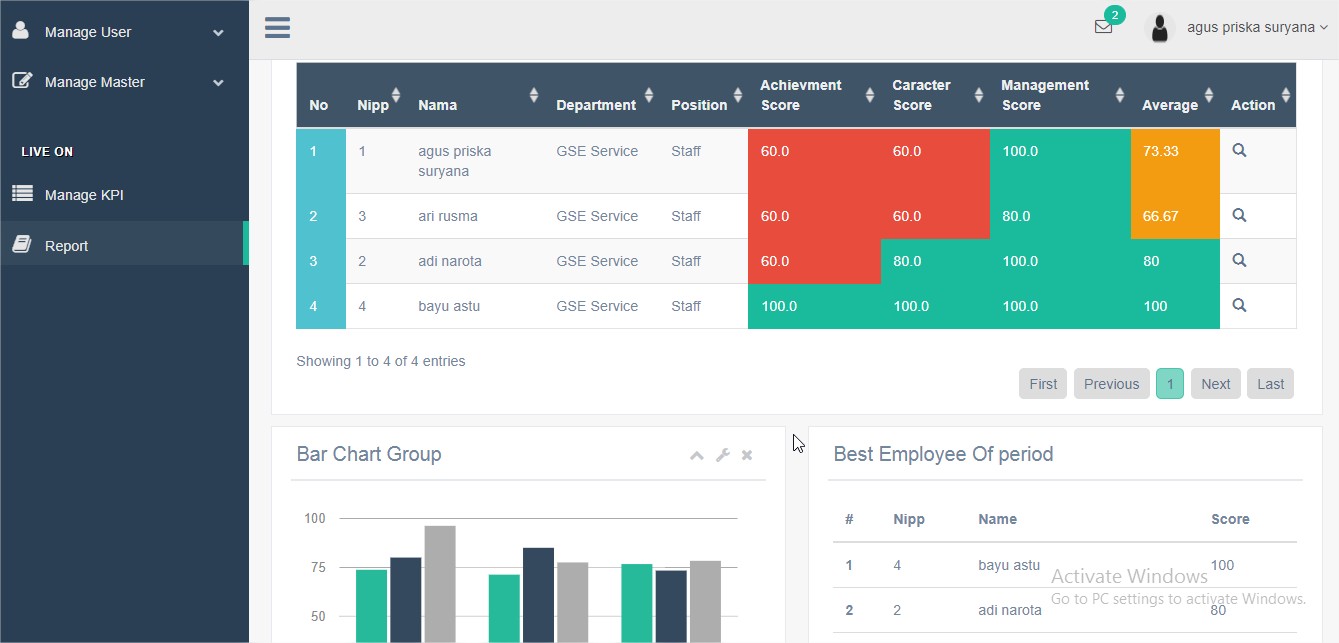 Manage User
Manage Master
LIVE ON
Manage KPI
Report
2
agus priska suryana
No Nipp Nama Department Position Achievment Score Caracter Score Management Score Average Action
1 1 agus priska suryana GSE Service Staff 60.0 60.0 100.0 73.33
2 3 ari rusma GSE Service Staff 60.0 60.0 80.0 66.67
3 2 adi narota GSE Service Staff 60.0 80.0 100.0 80
4 4 bayu astu GSE Service Staff 100.0 100.0 100.0 100
Showing 1 to 4 of 4 entries
First Previous 1 Next Last
Bar Chart Group
100
75
50
Best Employee Of period
# Nipp Name Score
1 4 bayu astu 100
2 2 adi narota 80
Activate Windows
Go to PC settings to activate Windows.